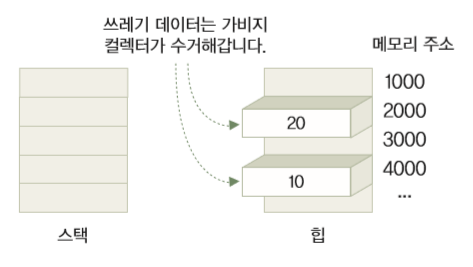 쓰레기 데이터는 가비지
컬렉터가 수거해갑니다.
메모리 주소
1000
20
2000
3000
10
4000
...
스택
힙